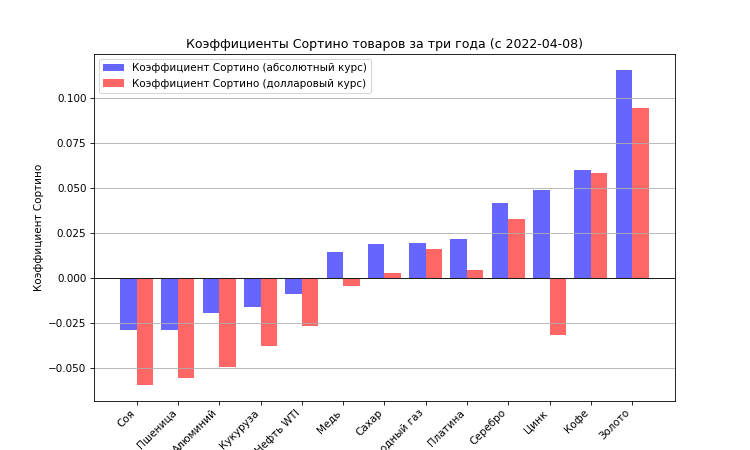 Коэффициенты Сортино товаров за три года (с 2022-04-08)
Коэффициент Сортино (абсолютный курс)
Коэффициент Сортино (долларовый курс)
Коэффициент Сортино
0.100
0.075
0.050
0.025
0.000
−0.025
−0.050
Соя
Пшеница
Алюминий
Кукуруза
Нефть WTI
Медь
Сахар
одный газ
Платина
Серебро
Цинк
Кофе
Золото